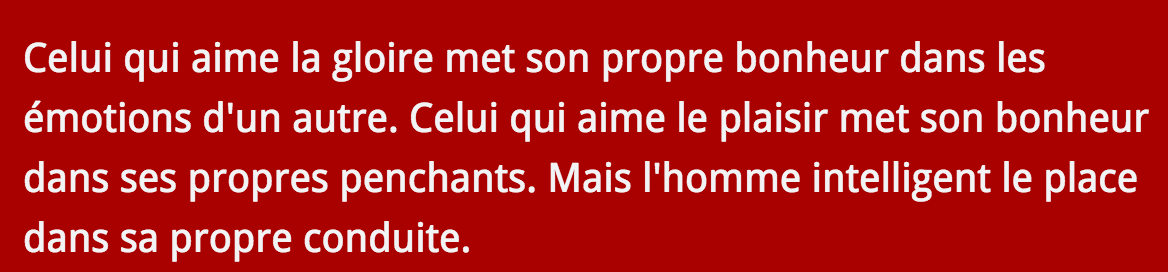 Celui qui aime la gloire met son propre bonheur dans les
émotions d'un autre. Celui qui aime le plaisir met son bonheur
dans ses propres penchants. Mais l'homme intelligent le place
dans sa propre conduite.